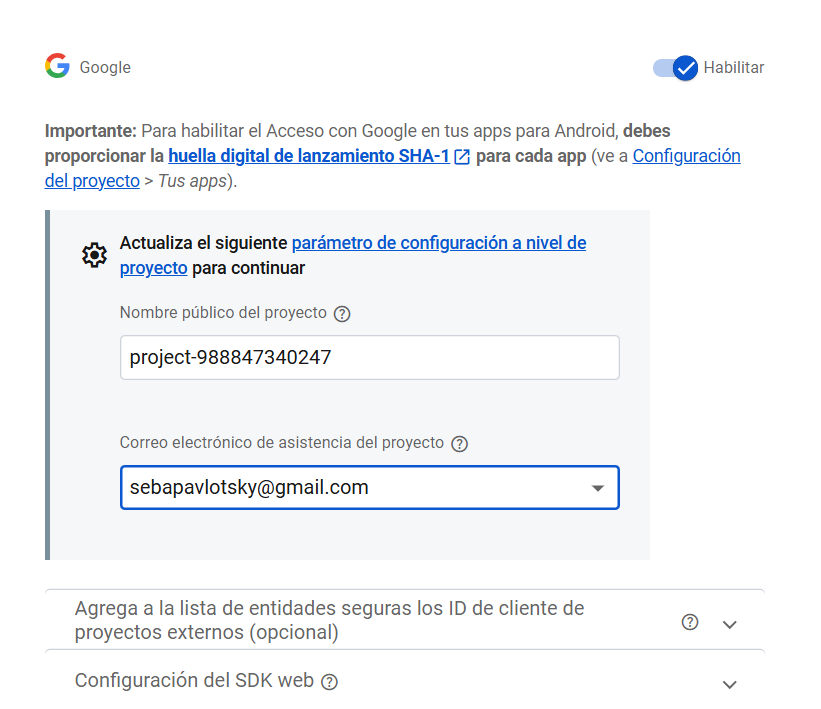 Google
Habilitar
Importante: Para habilitar el Acceso con Google en tus apps para Android, debes
proporcionar la huella digital de lanzamiento SHA-1 para cada app (ve a Configuración
del proyecto > Tus apps).
Actualiza el siguiente parámetro de configuración a nivel de
proyecto para continuar
Nombre público del proyecto
project-988847340247
Correo electrónico de asistencia del proyecto
sebapavlotsky@gmail.com
Agrega a la lista de entidades seguras los ID de cliente de
proyectos externos (opcional)
Configuración del SDK web